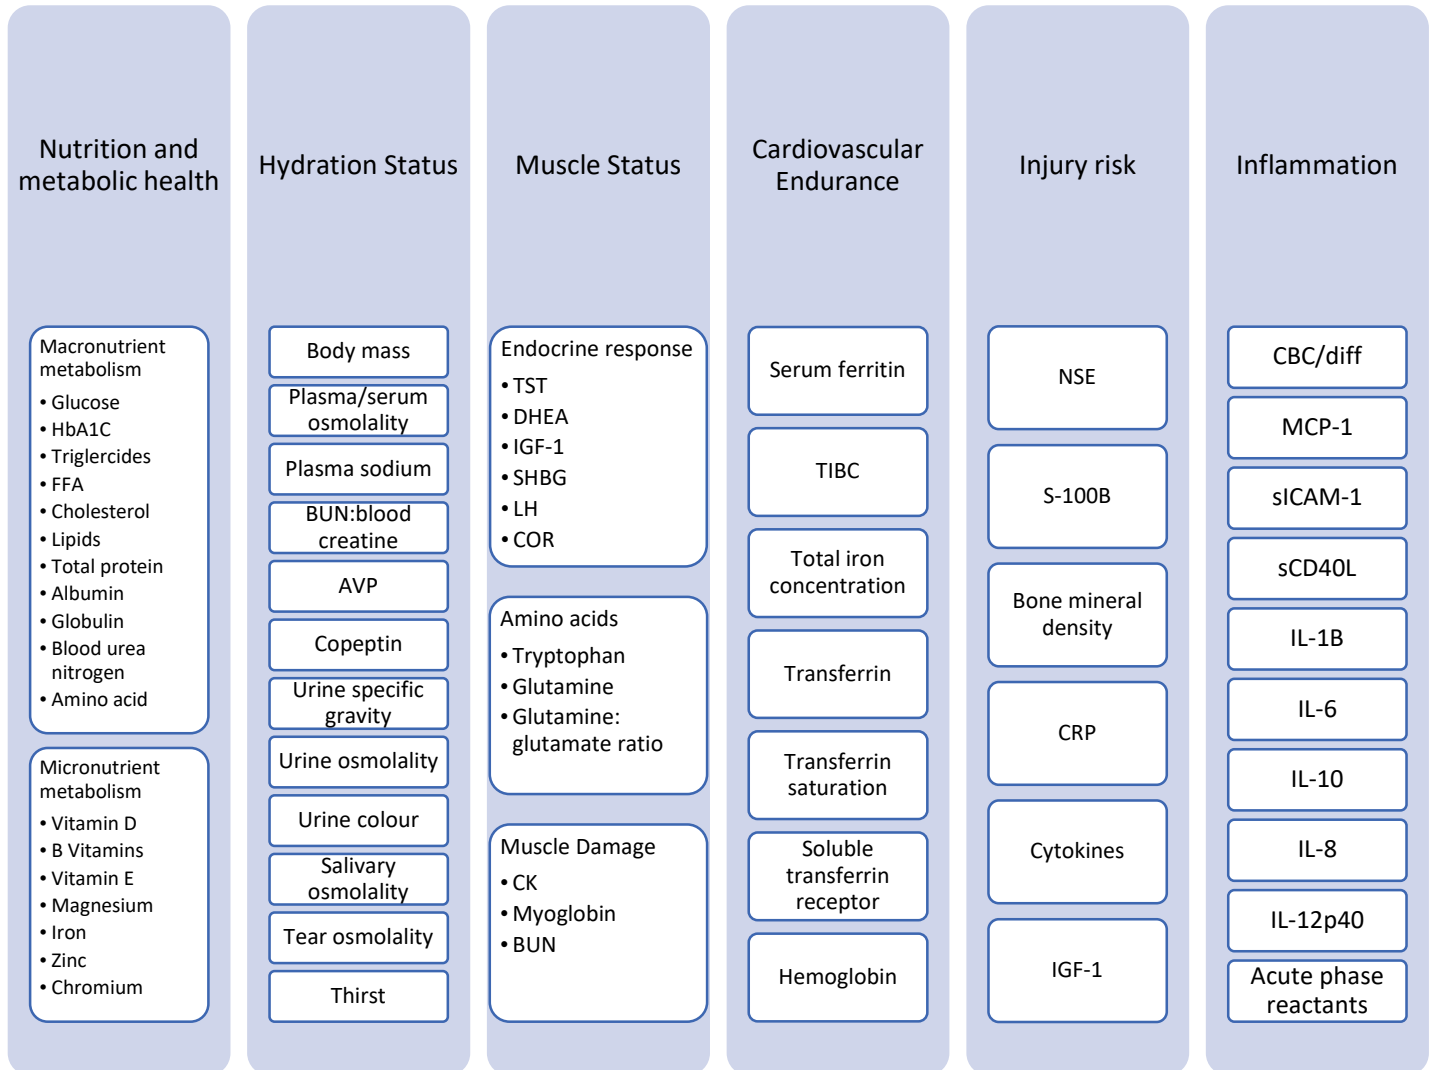 Nutrition and
metabolic health
Macronutrient
metabolism
• Glucose
• HbA1C
• Triglercides
• FFA
• Cholesterol
• Lipids
• Total protein
• Albumin
• Globulin
• Blood urea
nitrogen
• Amino acid
Micronutrient
metabolism
• Vitamin D
• B Vitamins
• Vitamin E
• Magnesium
• Iron
• Zinc
• Chromium
Hydration Status
Body mass
Plasma/serum
osmolality
Plasma sodium
BUN:blood
creatine
AVP
Copeptin
Urine specific
gravity
Urine osmolality
Urine colour
Salivary
osmolality
Tear osmolality
Thirst
Muscle Status
Endocrine response
• TST
• DHEA
• IGF-1
• SHBG
• LH
• COR
Amino acids
• Tryptophan
• Glutamine
• Glutamine:
glutamate ratio
Muscle Damage
• CK
• Myoglobin
• BUN
Cardiovascular
Endurance
Serum ferritin
TIBC
Total iron
concentration
Transferrin
Transferrin
saturation
Soluble
transferrin
receptor
Hemoglobin
Injury risk
NSE
S-100B
Bone mineral
density
CRP
Cytokines
IGF-1
Inflammation
CBC/diff
MCP-1
sICAM-1
sCD40L
IL-1B
IL-6
IL-10
IL-8
IL-12p40
Acute phase
reactants